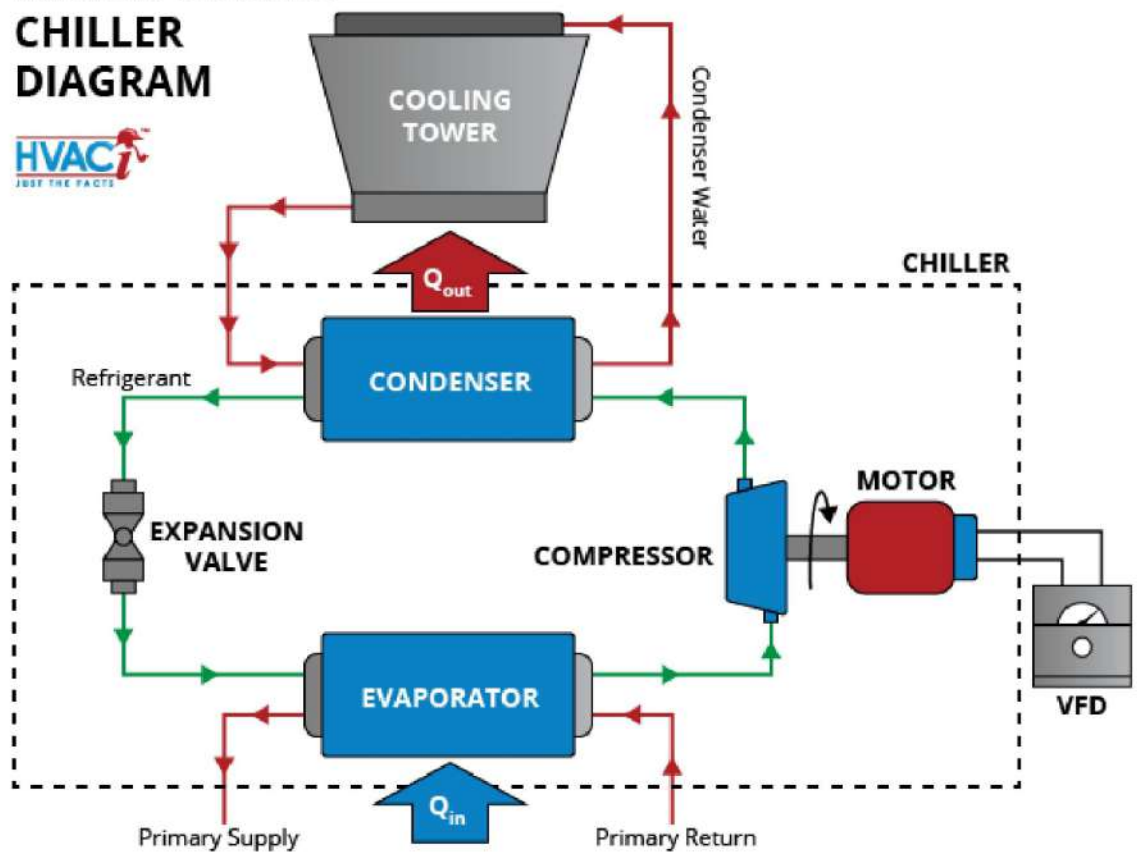 CHILLER
DIAGRAM
HVACi™
JUST THE FACTS
COOLING
TOWER
Condenser Water
Qout
CHILLER
CONDENSER
Refrigerant
MOTOR
EXPANSION
VALVE
COMPRESSOR
EVAPORATOR
VFD
Qin
Primary Supply
Primary Return